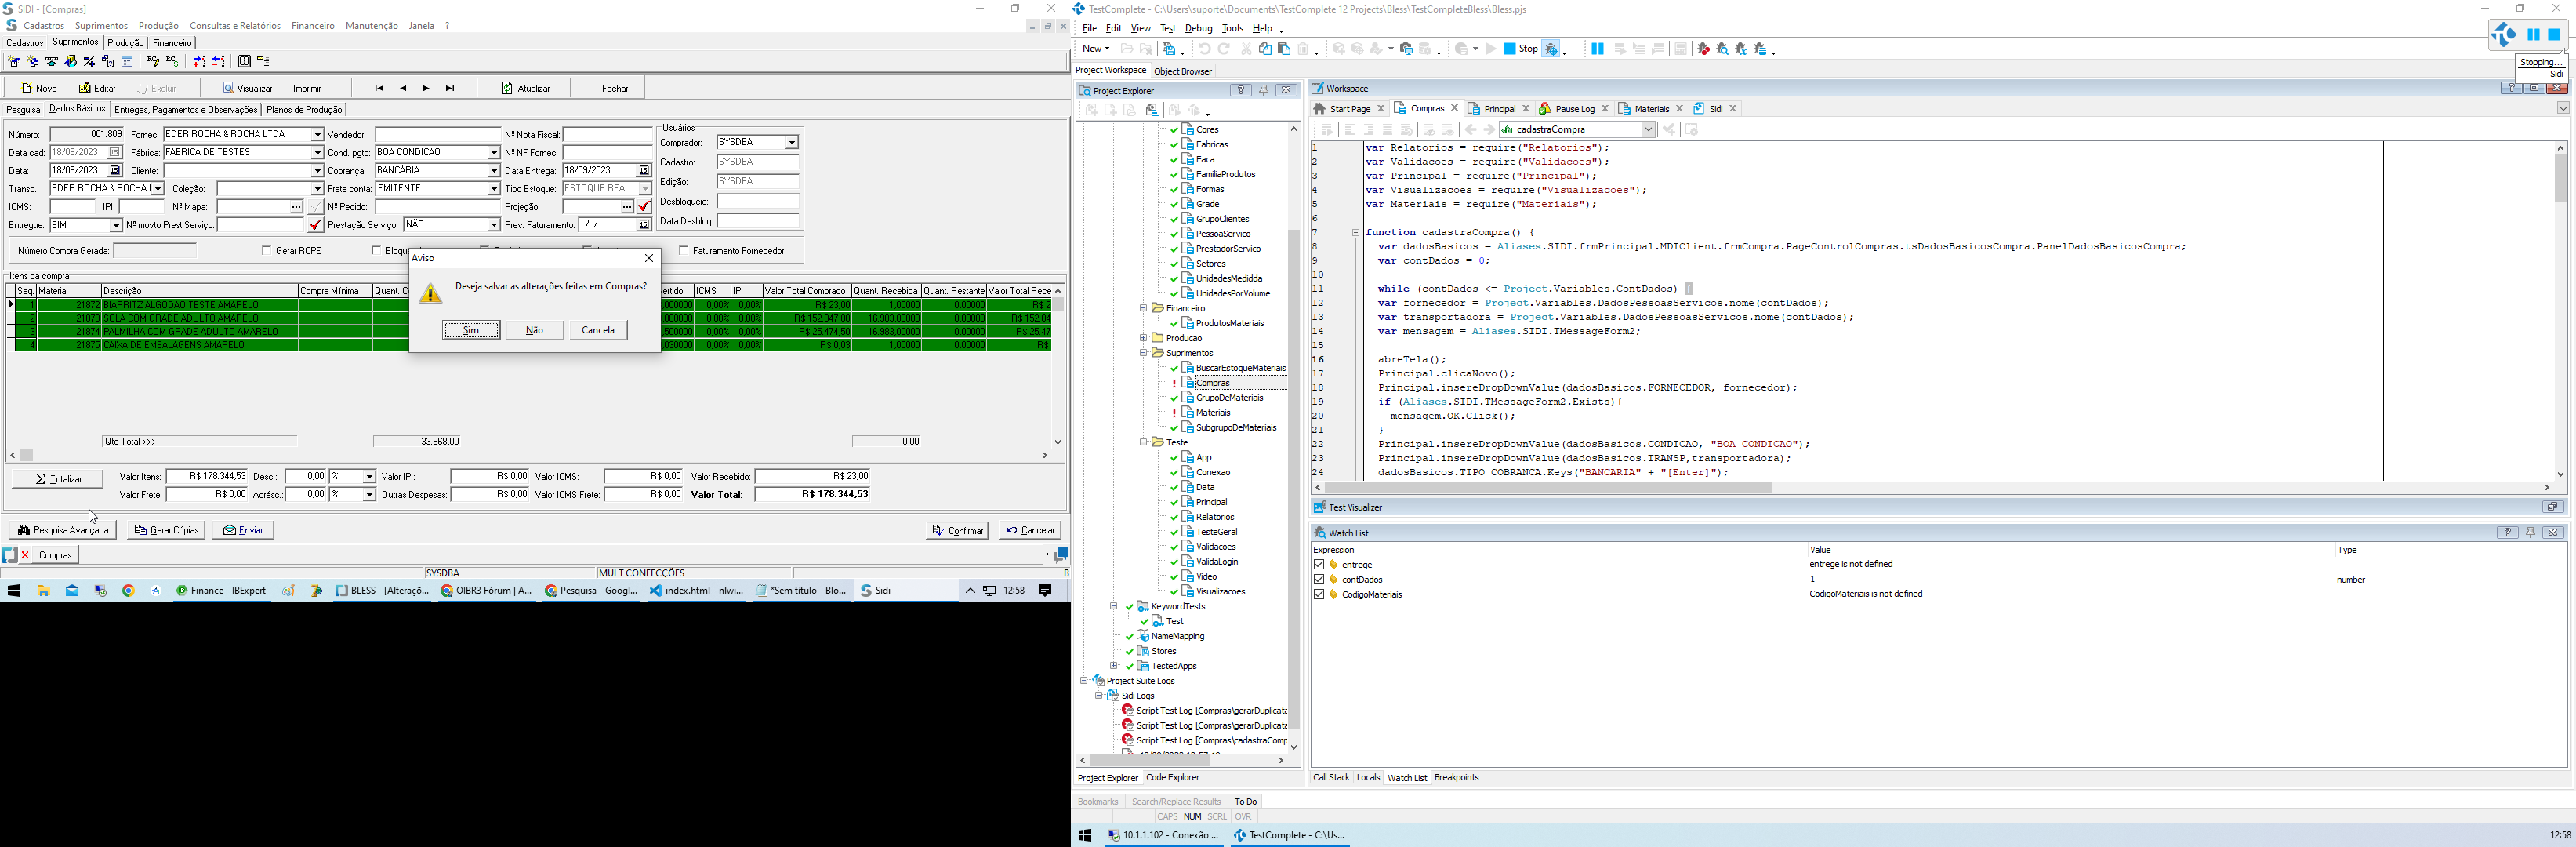 SIDI - [Compras]
Cadastros Suprimentos Produção Consultas e Relatórios Financeiro Manutenção Janela ?
Cadastros Suprimentos Produção Financeiro
Novo Editar Excluir Visualizar Imprimir Atualizar Fechar
Pesquisa Dados Básicos Entregas, Pagamentos e Observações Planos de Produção
Número: 001.809 Fornec: EDER ROCHA & ROCHA LTDA Vendedor: Nº Nota Fiscal: Usuários
Comprador: SYSDBA
Data cad: 18/09/2023 Fábrica: FABRICA DE TESTES Cond. pgto: BOA CONDICAO Nº NF Fornec:
Cadastro: SYSDBA
Data: 18/09/2023 Cliente: Cobrança: BANCÁRIA Data Entrega: 18/09/2023
Edição: SYSDBA
Transp.: EDER ROCHA & ROCHA L Coleção: Frete conta: EMITENTE Tipo Estoque: ESTOQUE REAL
Desbloqueio:
ICMS: IPI: Nº Mapa: Nº Pedido: Projeção:
Data Desbloq.:
Entregue: SIM Nº movto Prest Serviço: Prestação Serviço: NÃO Prev. Faturamento: / /
Número Compra Gerada: Gerar RCPE Bloque Faturamento Fornecedor
Aviso
Deseja salvar as alterações feitas em Compras?
Sim Não Cancela
Itens da compra
Seq. Material Descrição Compra Mínima Quant. C ertido ICMS IPI Valor Total Comprado Quant. Recebida Quant. Restante Valor Total Rece
1 21872 BIARRITZ ALGODAO TESTE AMARELO 000000 0,00% 0,00% R$ 23,00 1,00000 0,00000 R$ 2
2 21873 SOLA COM GRADE ADULTO AMARELO ,000000 0,00% 0,00% R$ 152.847,00 16.983,00000 0,00000 R$ 152.84
3 21874 PALMILHA COM GRADE ADULTO AMARELO ,500000 0,00% 0,00% R$ 25.474,50 16.983,00000 0,00000 R$ 25.47
4 21875 CAIXA DE EMBALAGENS AMARELO ,030000 0,00% 0,00% R$ 0,03 1,00000 0,00000 R$
Qte Total >>> 33.968,00 0,00
Totalizar Valor Itens: R$ 178.344,53 Desc.: 0,00 % Valor IPI: R$ 0,00 Valor ICMS: R$ 0,00 Valor Recebido: R$ 23,00
Valor Frete: R$ 0,00 Acrésc.: 0,00 % Outras Despesas: R$ 0,00 Valor ICMS Frete: R$ 0,00 Valor Total: R$ 178.344,53
Pesquisa Avançada Gerar Cópias Enviar Confirmar Cancelar
Compras
SYSDBA MULT CONFECÇÕES B
Finance - IBExpert BLESS - [Alteraçõ... OIBR3 Fórum | A... Pesquisa - Googl... index.html - nlwi... *Sem título - Blo... Sidi 12:58
TestComplete - C:\Users\suporte\Documents\TestComplete 12 Projects\Bless\TestCompleteBless\Bless.pjs
File Edit View Test Debug Tools Help
New Stop
Stopping...
Sidi
Project Workspace Object Browser
Project Explorer
Cores
Fabricas
Faca
FamiliaProdutos
Formas
Grade
GrupoClientes
PessoaServico
PrestadorServico
Setores
UnidadesMedidda
UnidadesPorVolume
Financeiro
ProdutosMateriais
Producao
Suprimentos
BuscarEstoqueMateriais
Compras
GrupoDeMateriais
Materiais
SubgrupoDeMateriais
Teste
App
Conexao
Data
Principal
Relatorios
TesteGeral
Validacoes
ValidaLogin
Video
Visualizacoes
KeywordTests
Test
NameMapping
Stores
TestedApps
Project Suite Logs
Sidi Logs
Script Test Log [Compras\gerarDuplicata
Script Test Log [Compras\gerarDuplicata
Script Test Log [Compras\cadastraComp
Project Explorer Code Explorer
Workspace
Start Page Compras Principal Pause Log Materiais Sidi
cadastraCompra
1 var Relatorios = require("Relatorios");
2 var Validacoes = require("Validacoes");
3 var Principal = require("Principal");
4 var Visualizacoes = require("Visualizacoes");
5 var Materiais = require("Materiais");
6
7 function cadastraCompra() {
8 var dadosBasicos = Aliases.SIDI.frmPrincipal.MDIClient.frmCompra.PageControlCompras.tsDadosBasicosCompra.PanelDadosBasicosCompra;
9 var contDados = 0;
10
11 while (contDados <= Project.Variables.ContDados) {
12 var fornecedor = Project.Variables.DadosPessoasServicos.nome(contDados);
13 var transportadora = Project.Variables.DadosPessoasServicos.nome(contDados);
14 var mensagem = Aliases.SIDI.TMessageForm2;
15
16 abreTela();
17 Principal.clicaNovo();
18 Principal.insereDropDownValue(dadosBasicos.FORNECEDOR, fornecedor);
19 if (Aliases.SIDI.TMessageForm2.Exists){
20 mensagem.OK.Click();
21 }
22 Principal.insereDropDownValue(dadosBasicos.CONDICAO, "BOA CONDICAO");
23 Principal.insereDropDownValue(dadosBasicos.TRANSP,transportadora);
24 dadosBasicos.TIPO_COBRANCA.Keys("BANCARIA" + "[Enter]");
Test Visualizer
Watch List
Expression Value Type
entrege entrege is not defined
contDados 1 number
CodigoMateriais CodigoMateriais is not defined
Call Stack Locals Watch List Breakpoints
Bookmarks Search/Replace Results To Do
CAPS NUM SCRL OVR
10.1.1.102 - Conexão ... TestComplete - C:\Us... 12:58